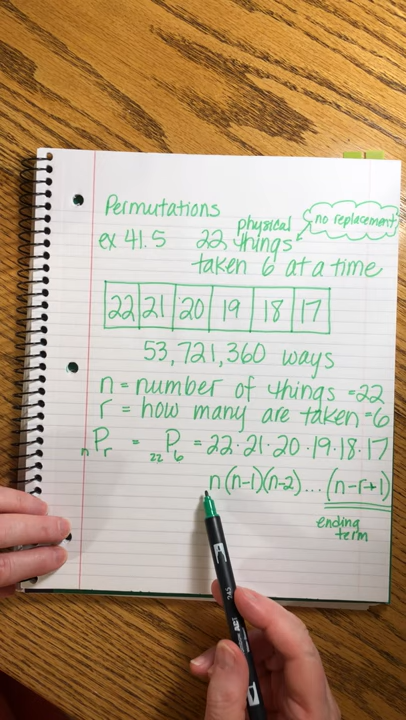 Permutations
physical
no replacement
ex 41.5 22 things
taken 6 at a time
22 21 20 19 18 17
53,721,360 ways
n = number of things = 22
r = how many are taken = 6
nPr = 22P6 = 22·21·20·19·18·17
n(n-1)(n-2)...(n-r+1)
ending
term